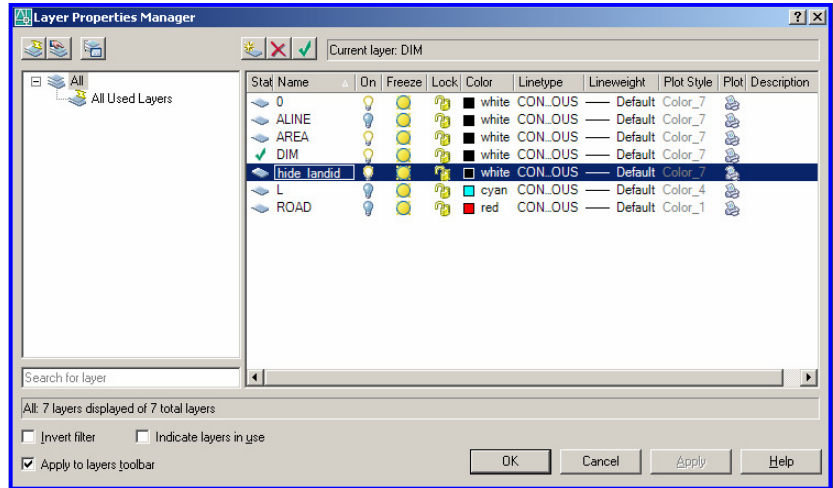 Layer Properties Manager
Current layer: DIM
All
All Used Layers
Stat Name On Freeze Lock Color Linetype Lineweight Plot Style Plot Description
0 white CON...OUS Default Color_7
ALINE white CON...OUS Default Color_7
AREA white CON...OUS Default Color_7
DIM white CON...OUS Default Color_7
hide_landid white CON...OUS Default Color_7
L cyan CON...OUS Default Color_4
ROAD red CON...OUS Default Color_1
Search for layer
All: 7 layers displayed of 7 total layers
Invert filter Indicate layers in use
Apply to layers toolbar
OK Cancel Apply Help